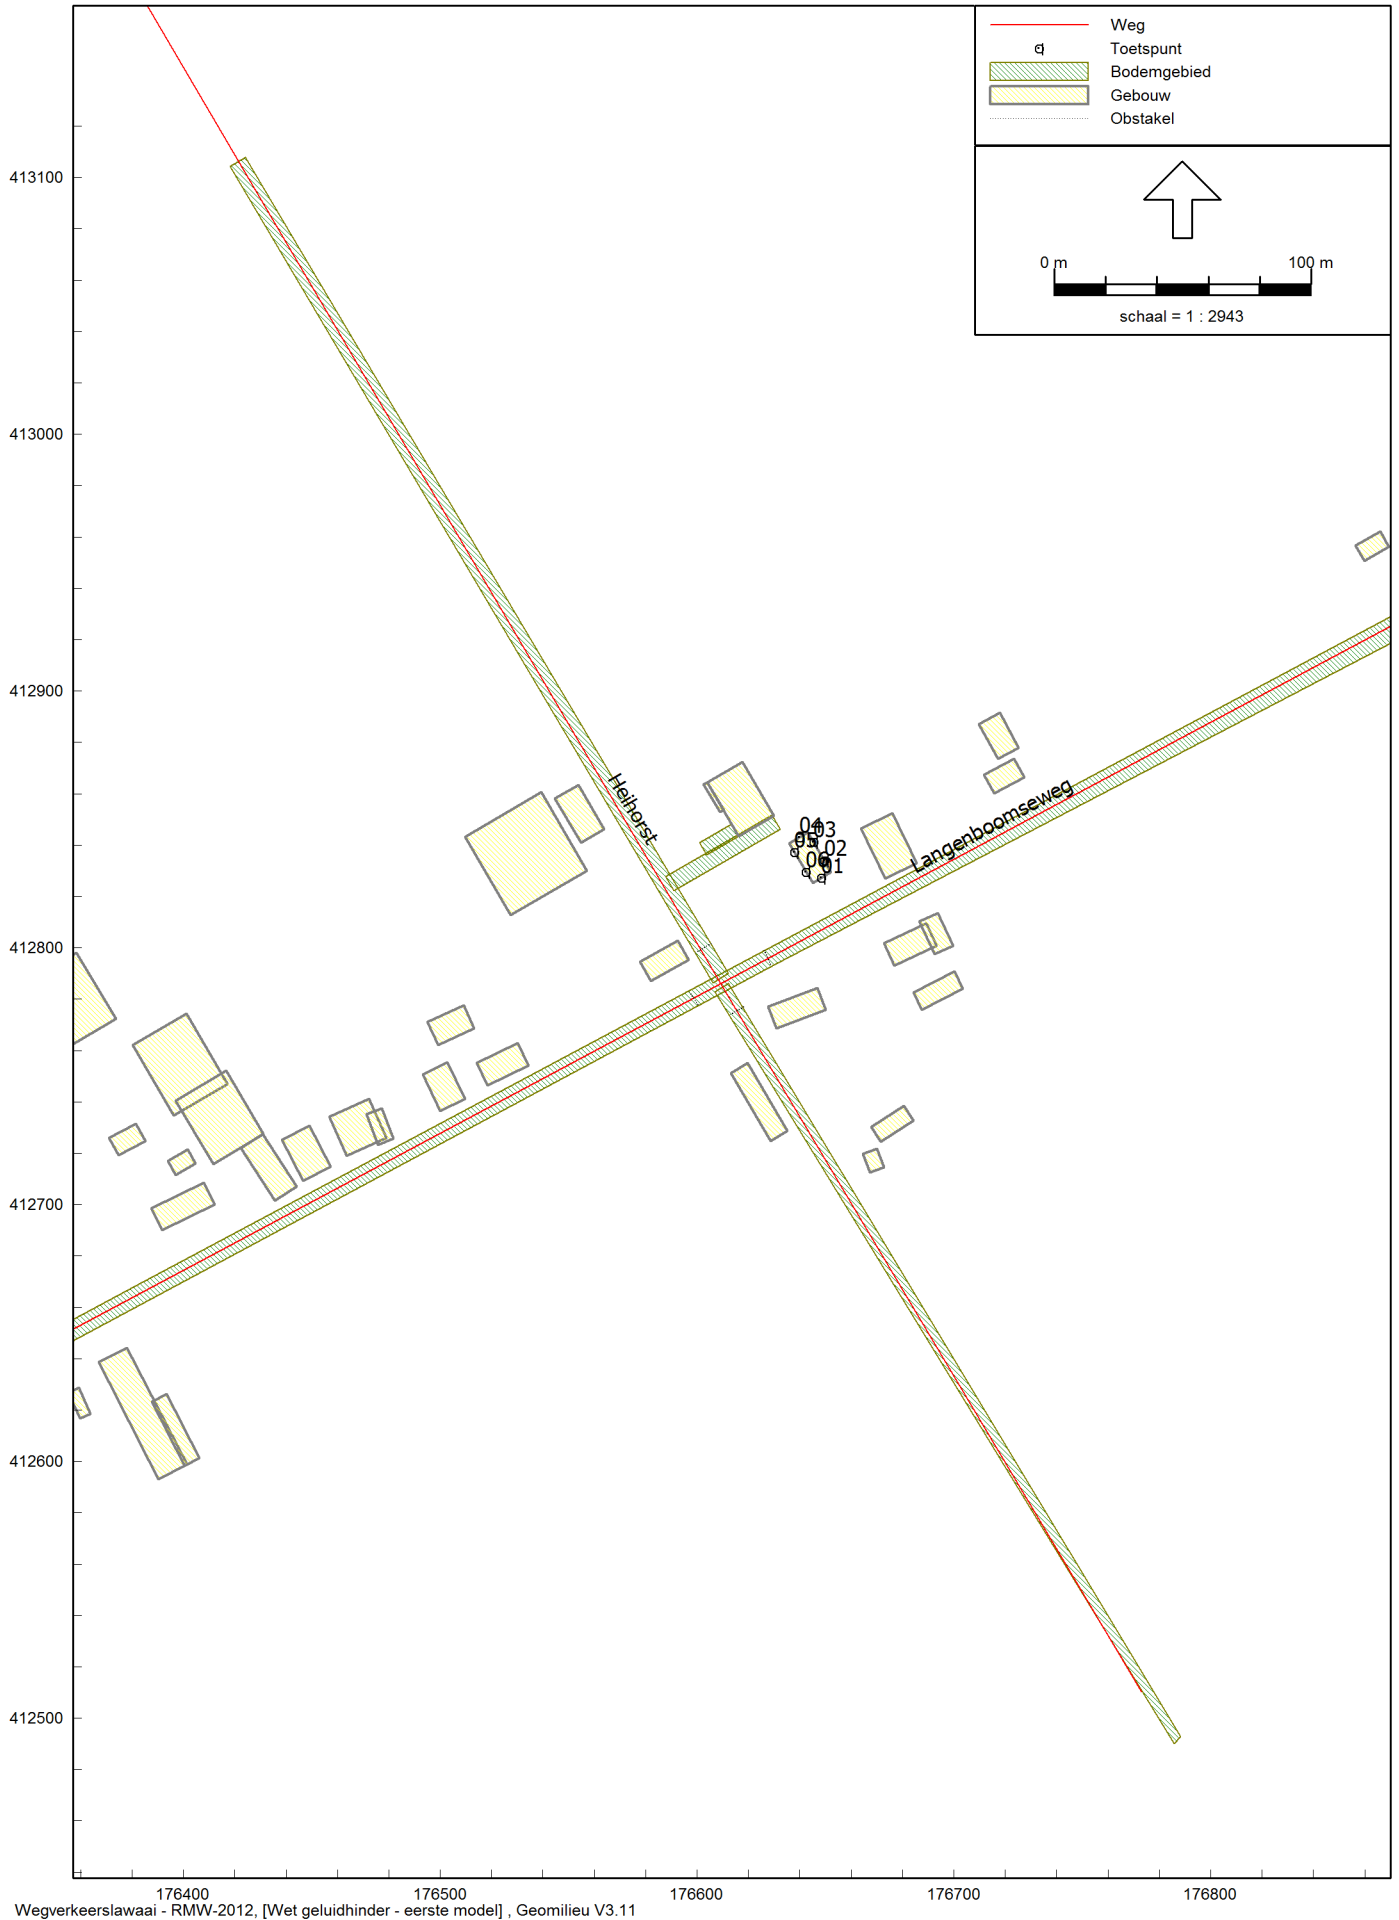 Weg
Toetspunt
Bodemgebied
Gebouw
Obstakel
0 m 100 m
schaal = 1 : 2943
413100
413000
412900
412800
412700
412600
412500
Heihorst
Langenboomseweg
04
03
05
02
06
01
176400 176500 176600 176700 176800
Wegverkeerslawaai - RMW-2012, [Wet geluidhinder - eerste model] , Geomilieu V3.11